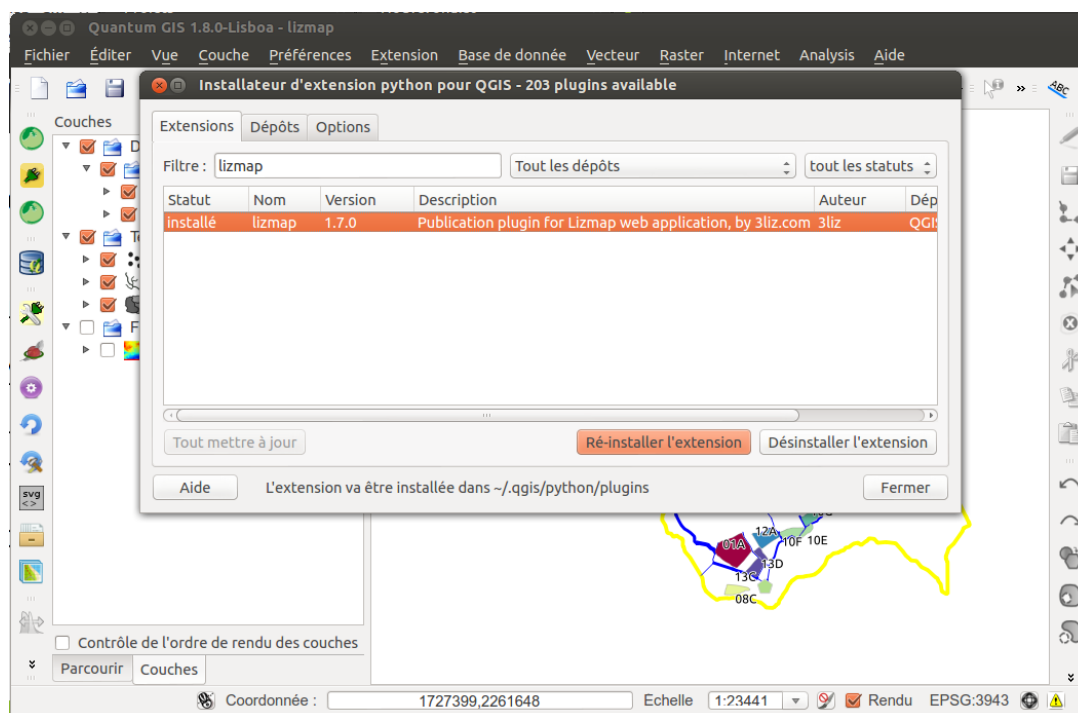 Quantum GIS 1.8.0-Lisboa - lizmap
Fichier Éditer Vue Couche Préférences Extension Base de donnée Vecteur Raster Internet Analysis Aide
Installateur d'extension python pour QGIS - 203 plugins available
ABC
Couches
Extensions Dépôts Options
Filtre : lizmap Tout les dépôts tout les statuts
Statut Nom Version Description Auteur Dép
installé lizmap 1.7.0 Publication plugin for Lizmap web application, by 3liz.com 3liz QGIS
D
T
F
Tout mettre à jour Ré-installer l'extension Désinstaller l'extension
Aide L'extension va être installée dans ~/.qgis/python/plugins Fermer
svg
<>
12A
01A 10F 10E
13D
13C
08C
Contrôle de l'ordre de rendu des couches
Parcourir Couches
Coordonnée : 1727399,2261648 Echelle 1:23441 Rendu EPSG:3943